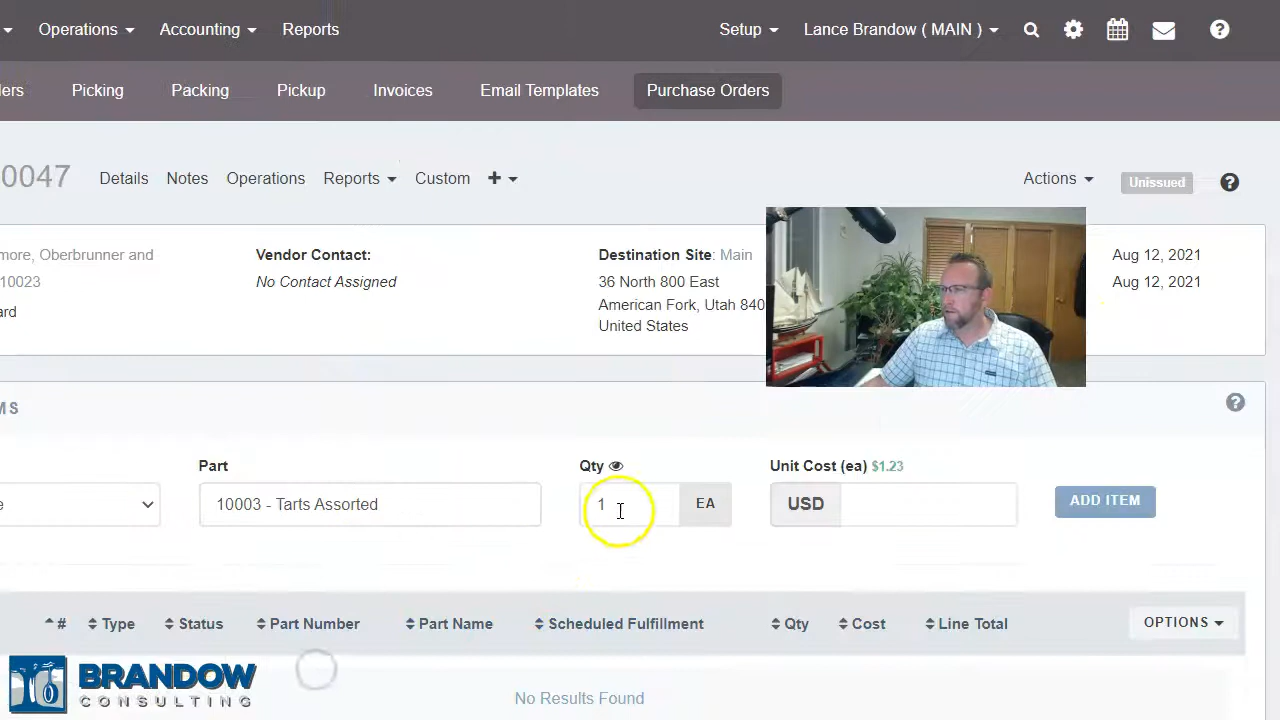 Operations Accounting Reports Setup Lance Brandow ( MAIN )
ers Picking Packing Pickup Invoices Email Templates Purchase Orders
0047 Details Notes Operations Reports Custom + Actions Unissued
more, Oberbrunner and Vendor Contact: Destination Site: Main Aug 12, 2021
10023 No Contact Assigned 36 North 800 East Aug 12, 2021
ard American Fork, Utah 840
United States
MS
Part Qty Unit Cost (ea) $1.23
e 10003 - Tarts Assorted 1 EA USD ADD ITEM
# Type Status Part Number Part Name Scheduled Fulfillment Qty Cost Line Total OPTIONS
No Results Found
BRANDOW
CONSULTING